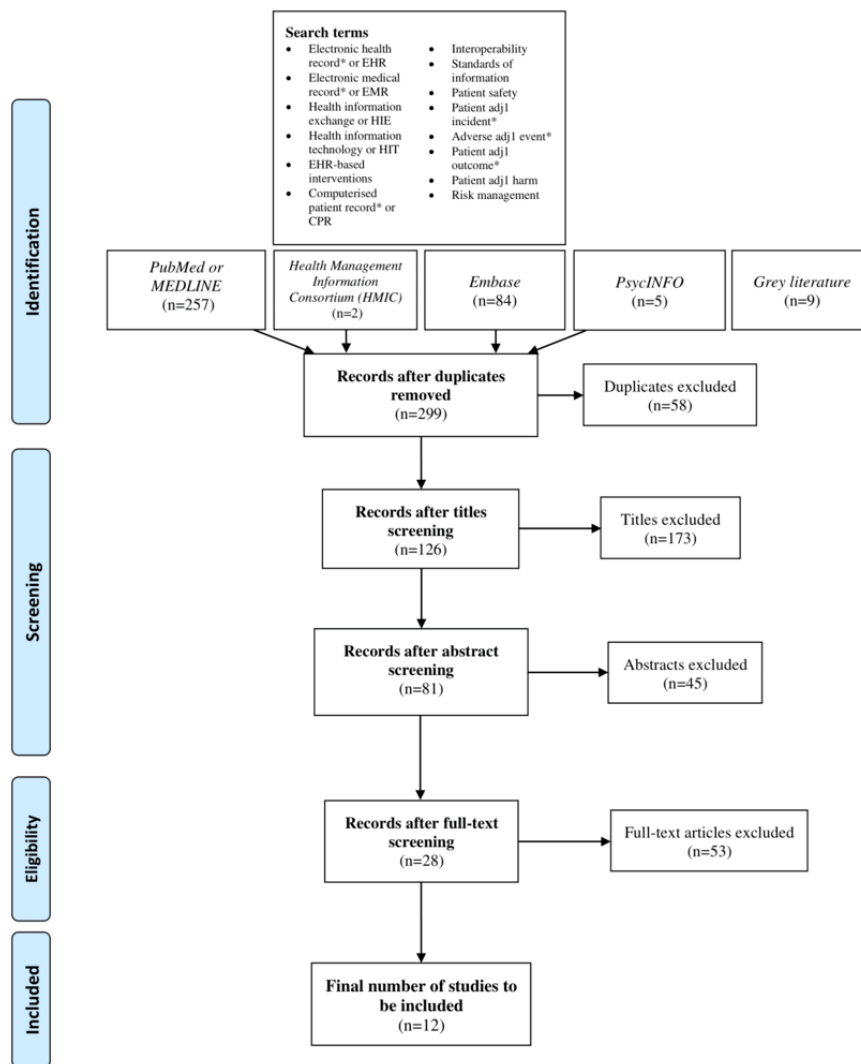 Search terms
• Electronic health
record* or EHR
• Electronic medical
record* or EMR
• Health information
exchange or HIE
• Health information
technology or HIT
• EHR-based
interventions
• Computerised
patient record* or
CPR
• Interoperability
• Standards of
information
• Patient safety
• Patient adj1
incident*
• Adverse adj1 event*
• Patient adj1
outcome*
• Patient adj1 harm
• Risk management
Identification
PubMed or
MEDLINE
(n=257)
Health Management
Information
Consortium (HMIC)
(n=2)
Embase
(n=84)
PsycINFO
(n=5)
Grey literature
(n=9)
Records after duplicates
removed
(n=299)
Duplicates excluded
(n=58)
Screening
Records after titles
screening
(n=126)
Titles excluded
(n=173)
Records after abstract
screening
(n=81)
Abstracts excluded
(n=45)
Eligibility
Records after full-text
screening
(n=28)
Full-text articles excluded
(n=53)
Included
Final number of studies to
be included
(n=12)